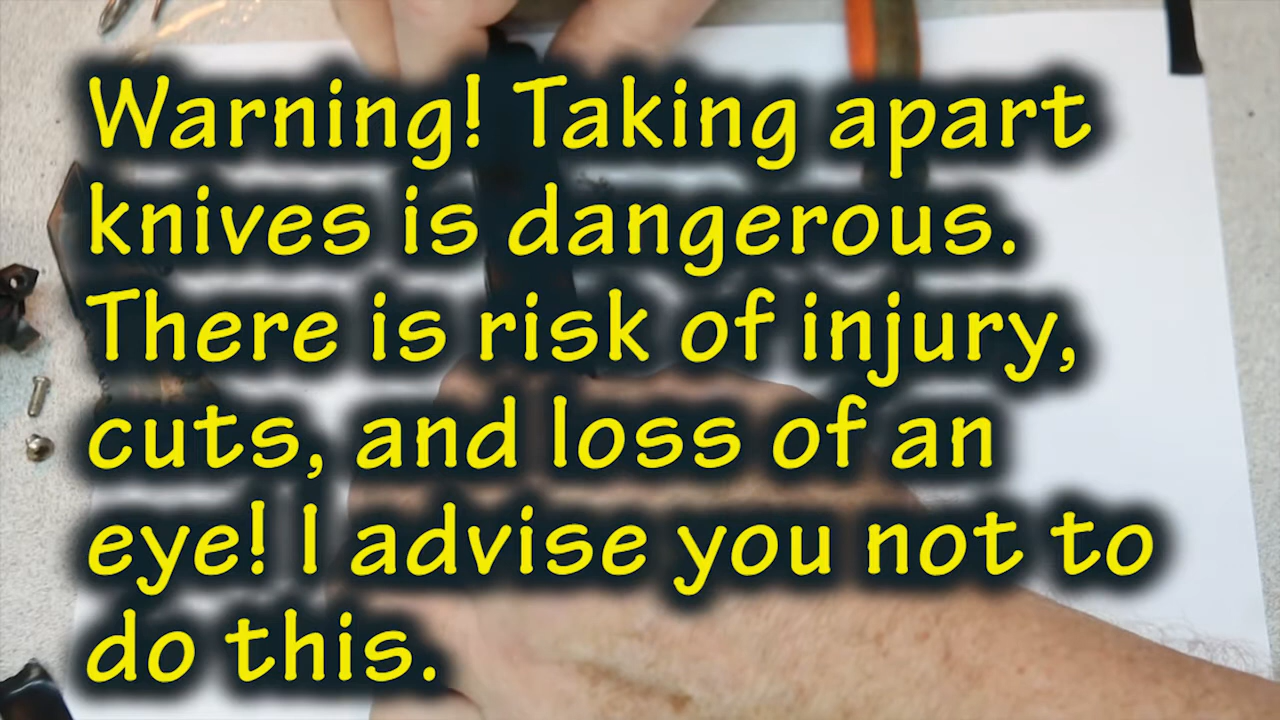 Warning! Taking apart
knives is dangerous.
There is risk of injury,
cuts, and loss of an
eye! I advise you not to
do this.